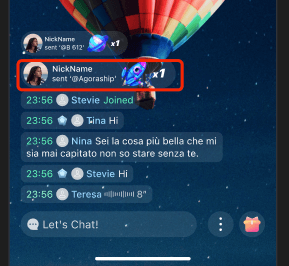 NickName
sent '@B 612' x1
NickName
sent '@Agoraship' x1
23:56 Stevie Joined
23:56 Tina Hi
23:56 Nina Sei la cosa più bella che mi
sia mai capitato non so stare senza te.
23:56 Stevie Hi
23:56 Teresa 8"
Let's Chat!